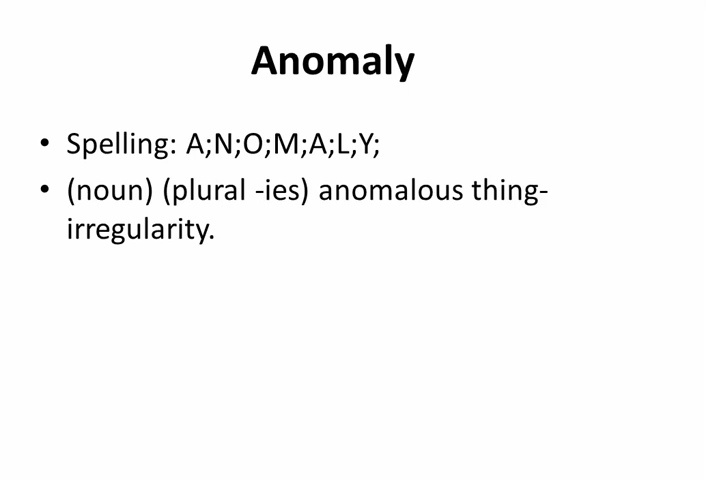 Anomaly
• Spelling: A;N;O;M;A;L;Y;
• (noun) (plural -ies) anomalous thing-
irregularity.